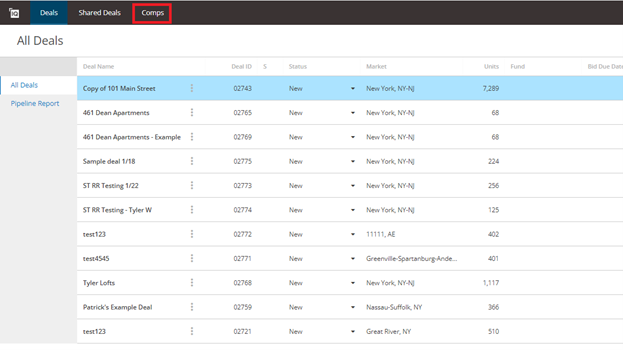 IQ Deals Shared Deals Comps
All Deals
Deal Name Deal ID S Status Market Units Fund Bid Due Date
All Deals
Pipeline Report
Copy of 101 Main Street 02743 New New York, NY-NJ 7,289
461 Dean Apartments 02765 New New York, NY-NJ 68
461 Dean Apartments - Example 02769 New New York, NY-NJ 68
Sample deal 1/18 02775 New New York, NY-NJ 224
ST RR Testing 1/22 02773 New New York, NY-NJ 256
ST RR Testing - Tyler W 02774 New New York, NY-NJ 125
test123 02772 New 11111, AE 402
test4545 02771 New Greenville-Spartanburg-Ande... 401
Tyler Lofts 02768 New New York, NY-NJ 1,117
Patrick's Example Deal 02759 New Nassau-Suffolk, NY 366
test123 02721 New Great River, NY 510